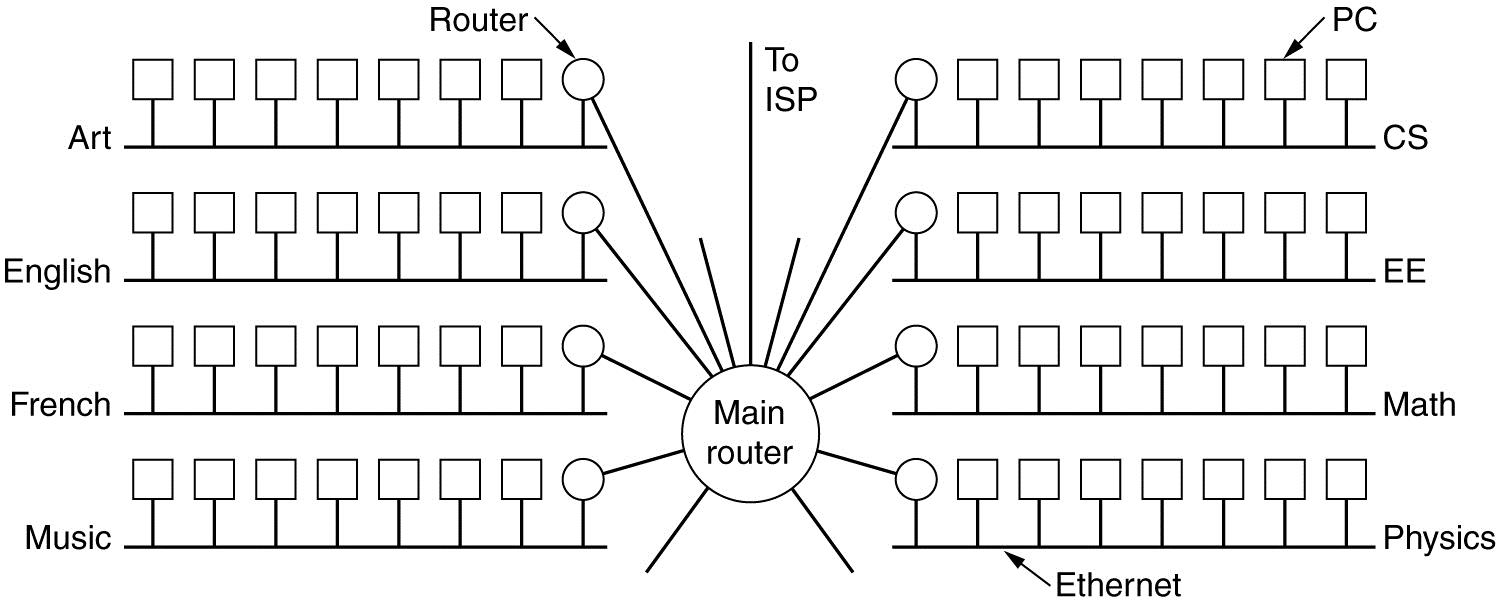 Router
PC
To
ISP
Art
CS
English
EE
French
Math
Main
router
Music
Physics
Ethernet